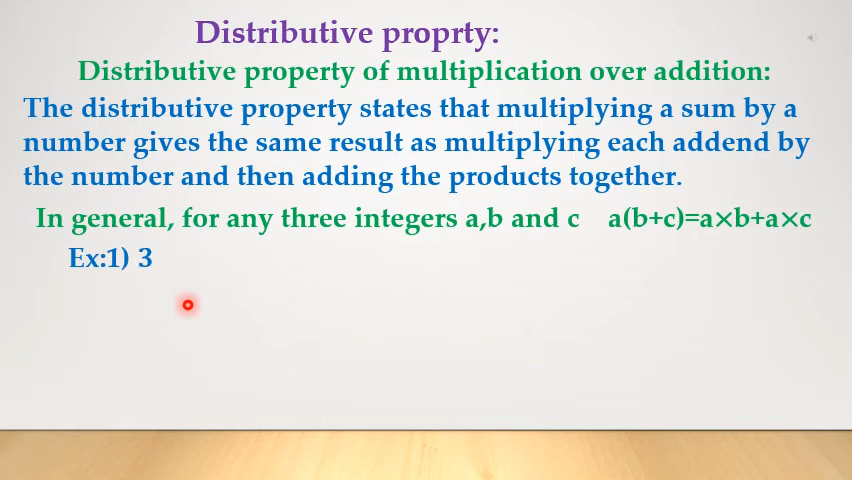 Distributive proprty:
Distributive property of multiplication over addition:
The distributive property states that multiplying a sum by a
number gives the same result as multiplying each addend by
the number and then adding the products together.
In general, for any three integers a,b and c a(b+c)=a×b+a×c
Ex:1) 3